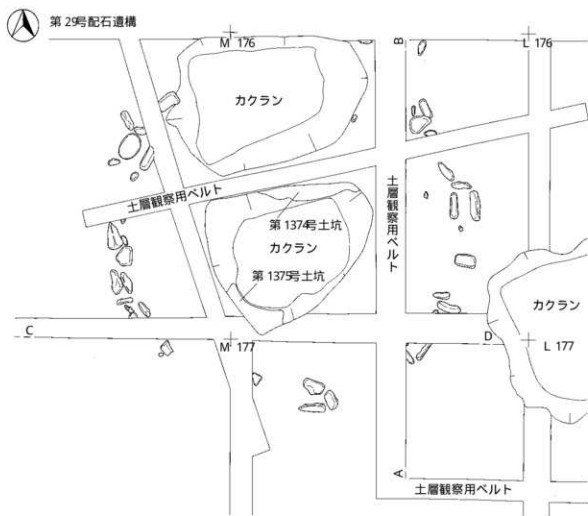 第29号配石遺構
M 176
B
L 176
カクラン
土層観察用ベルト
土層観察用ベルト
第1374号土坑
カクラン
第1375号土坑
カクラン
C
M 177
D
L 177
A
土層観察用ベルト